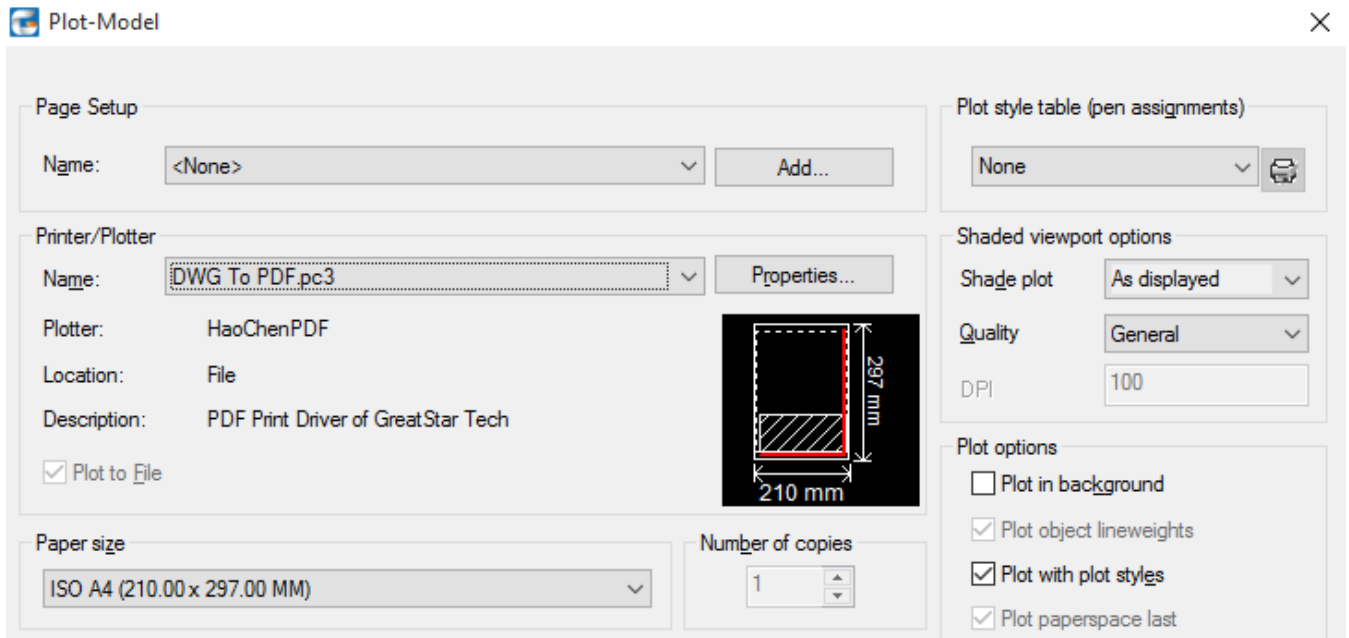 Plot-Model
Page Setup
Name:
<None>
Add...
Plot style table (pen assignments)
None
Printer/Plotter
Name:
DWG To PDF.pc3
Properties...
Plotter:
HaoChenPDF
Location:
File
Description:
PDF Print Driver of GreatStar Tech
Plot to File
297 mm
210 mm
Shaded viewport options
Shade plot
As displayed
Quality
General
DPI
100
Paper size
ISO A4 (210.00 x 297.00 MM)
Number of copies
1
Plot options
Plot in background
Plot object lineweights
Plot with plot styles
Plot paperspace last